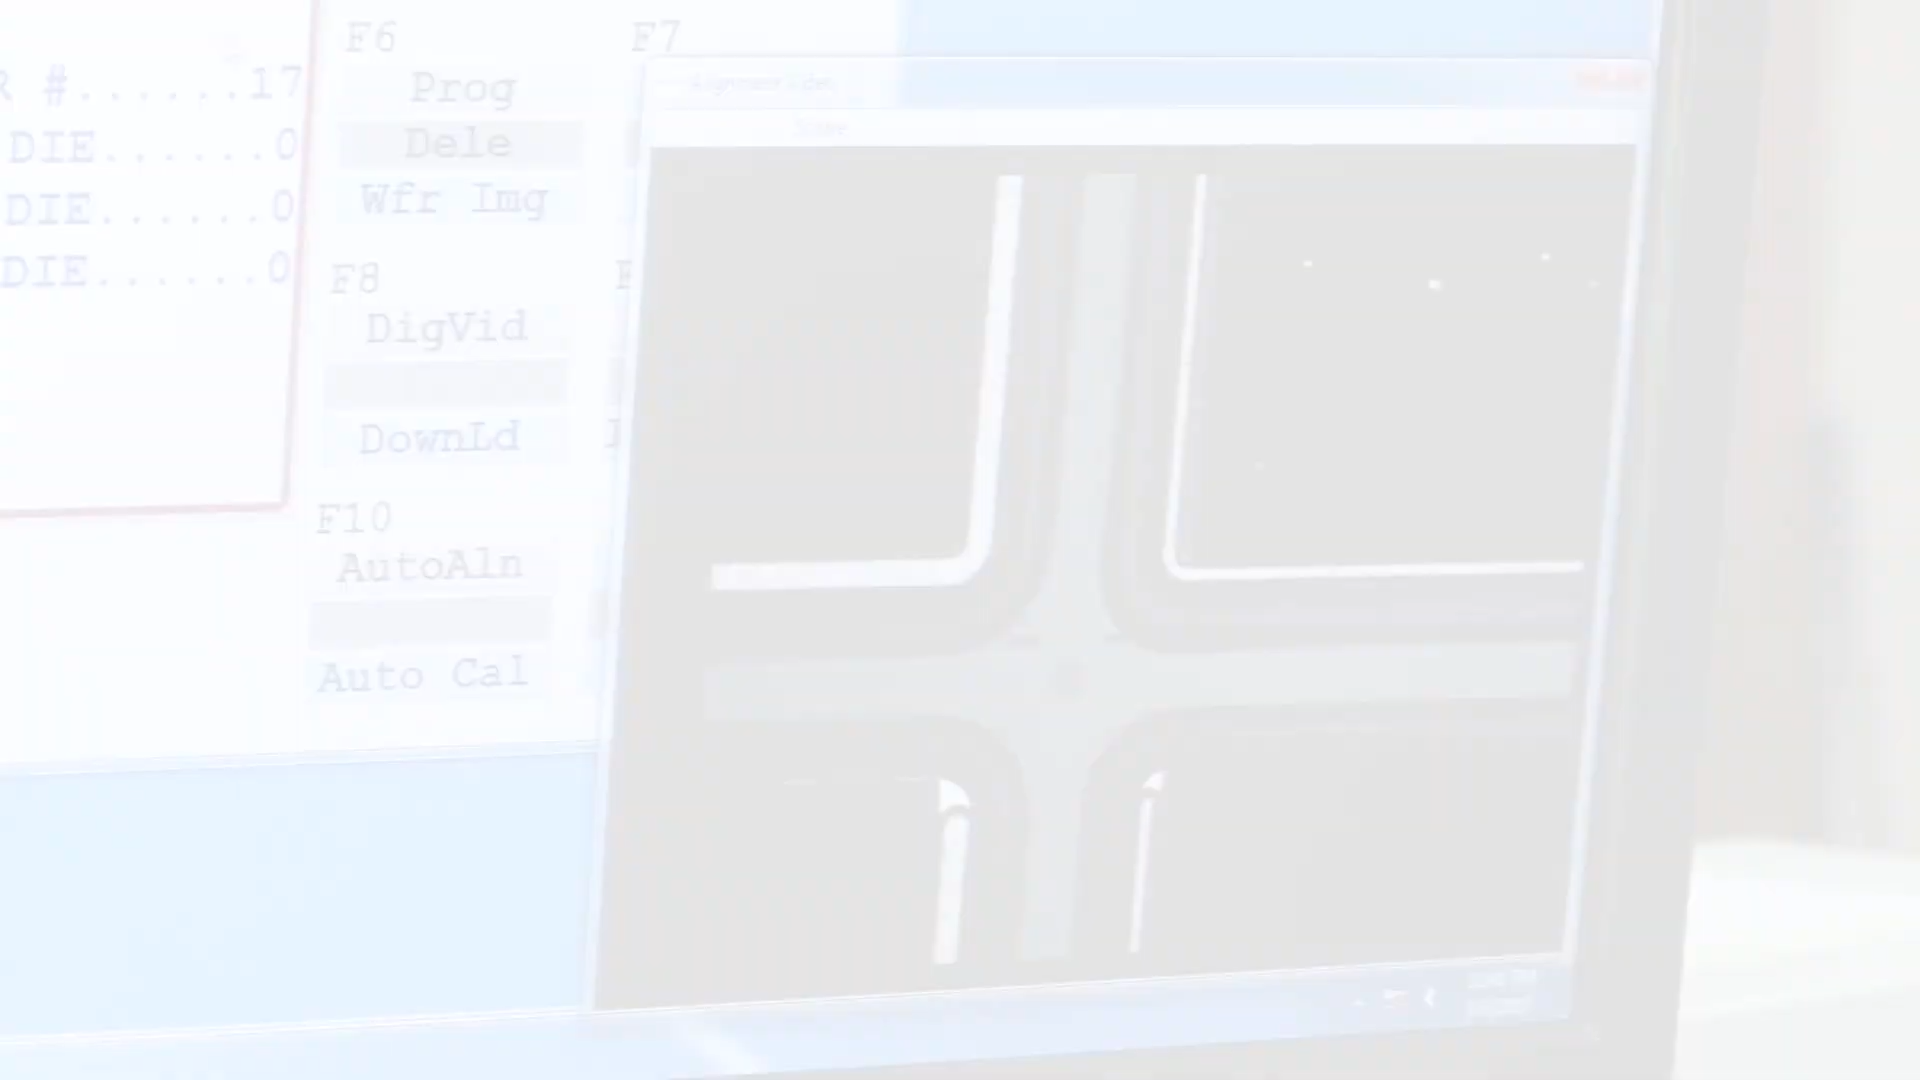 R #......17
DIE......0
DIE......0
DIE......0
F6
Prog
Dele
Wfr Img
F7
F8
DigVid
DownLd
F10
AutoAln
Auto Cal